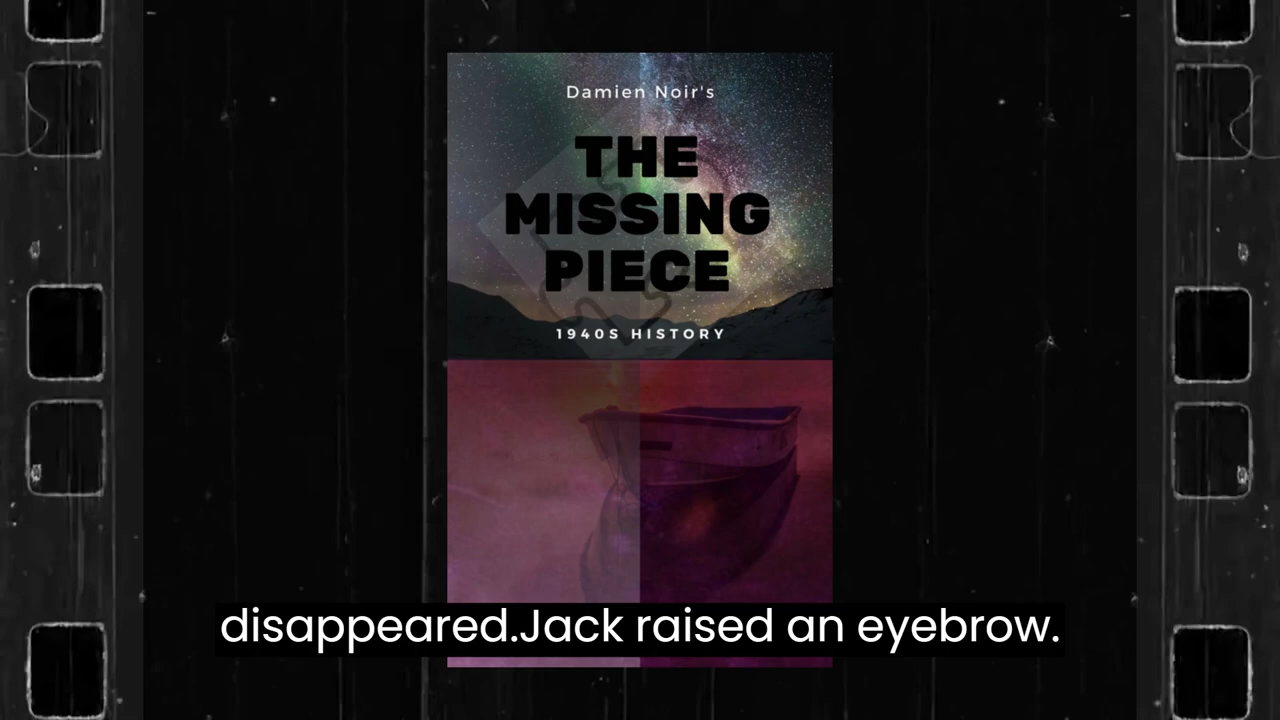 Damien Noir's
THE
MISSING
PIECE
1940S HISTORY
disappeared.Jack raised an eyebrow.